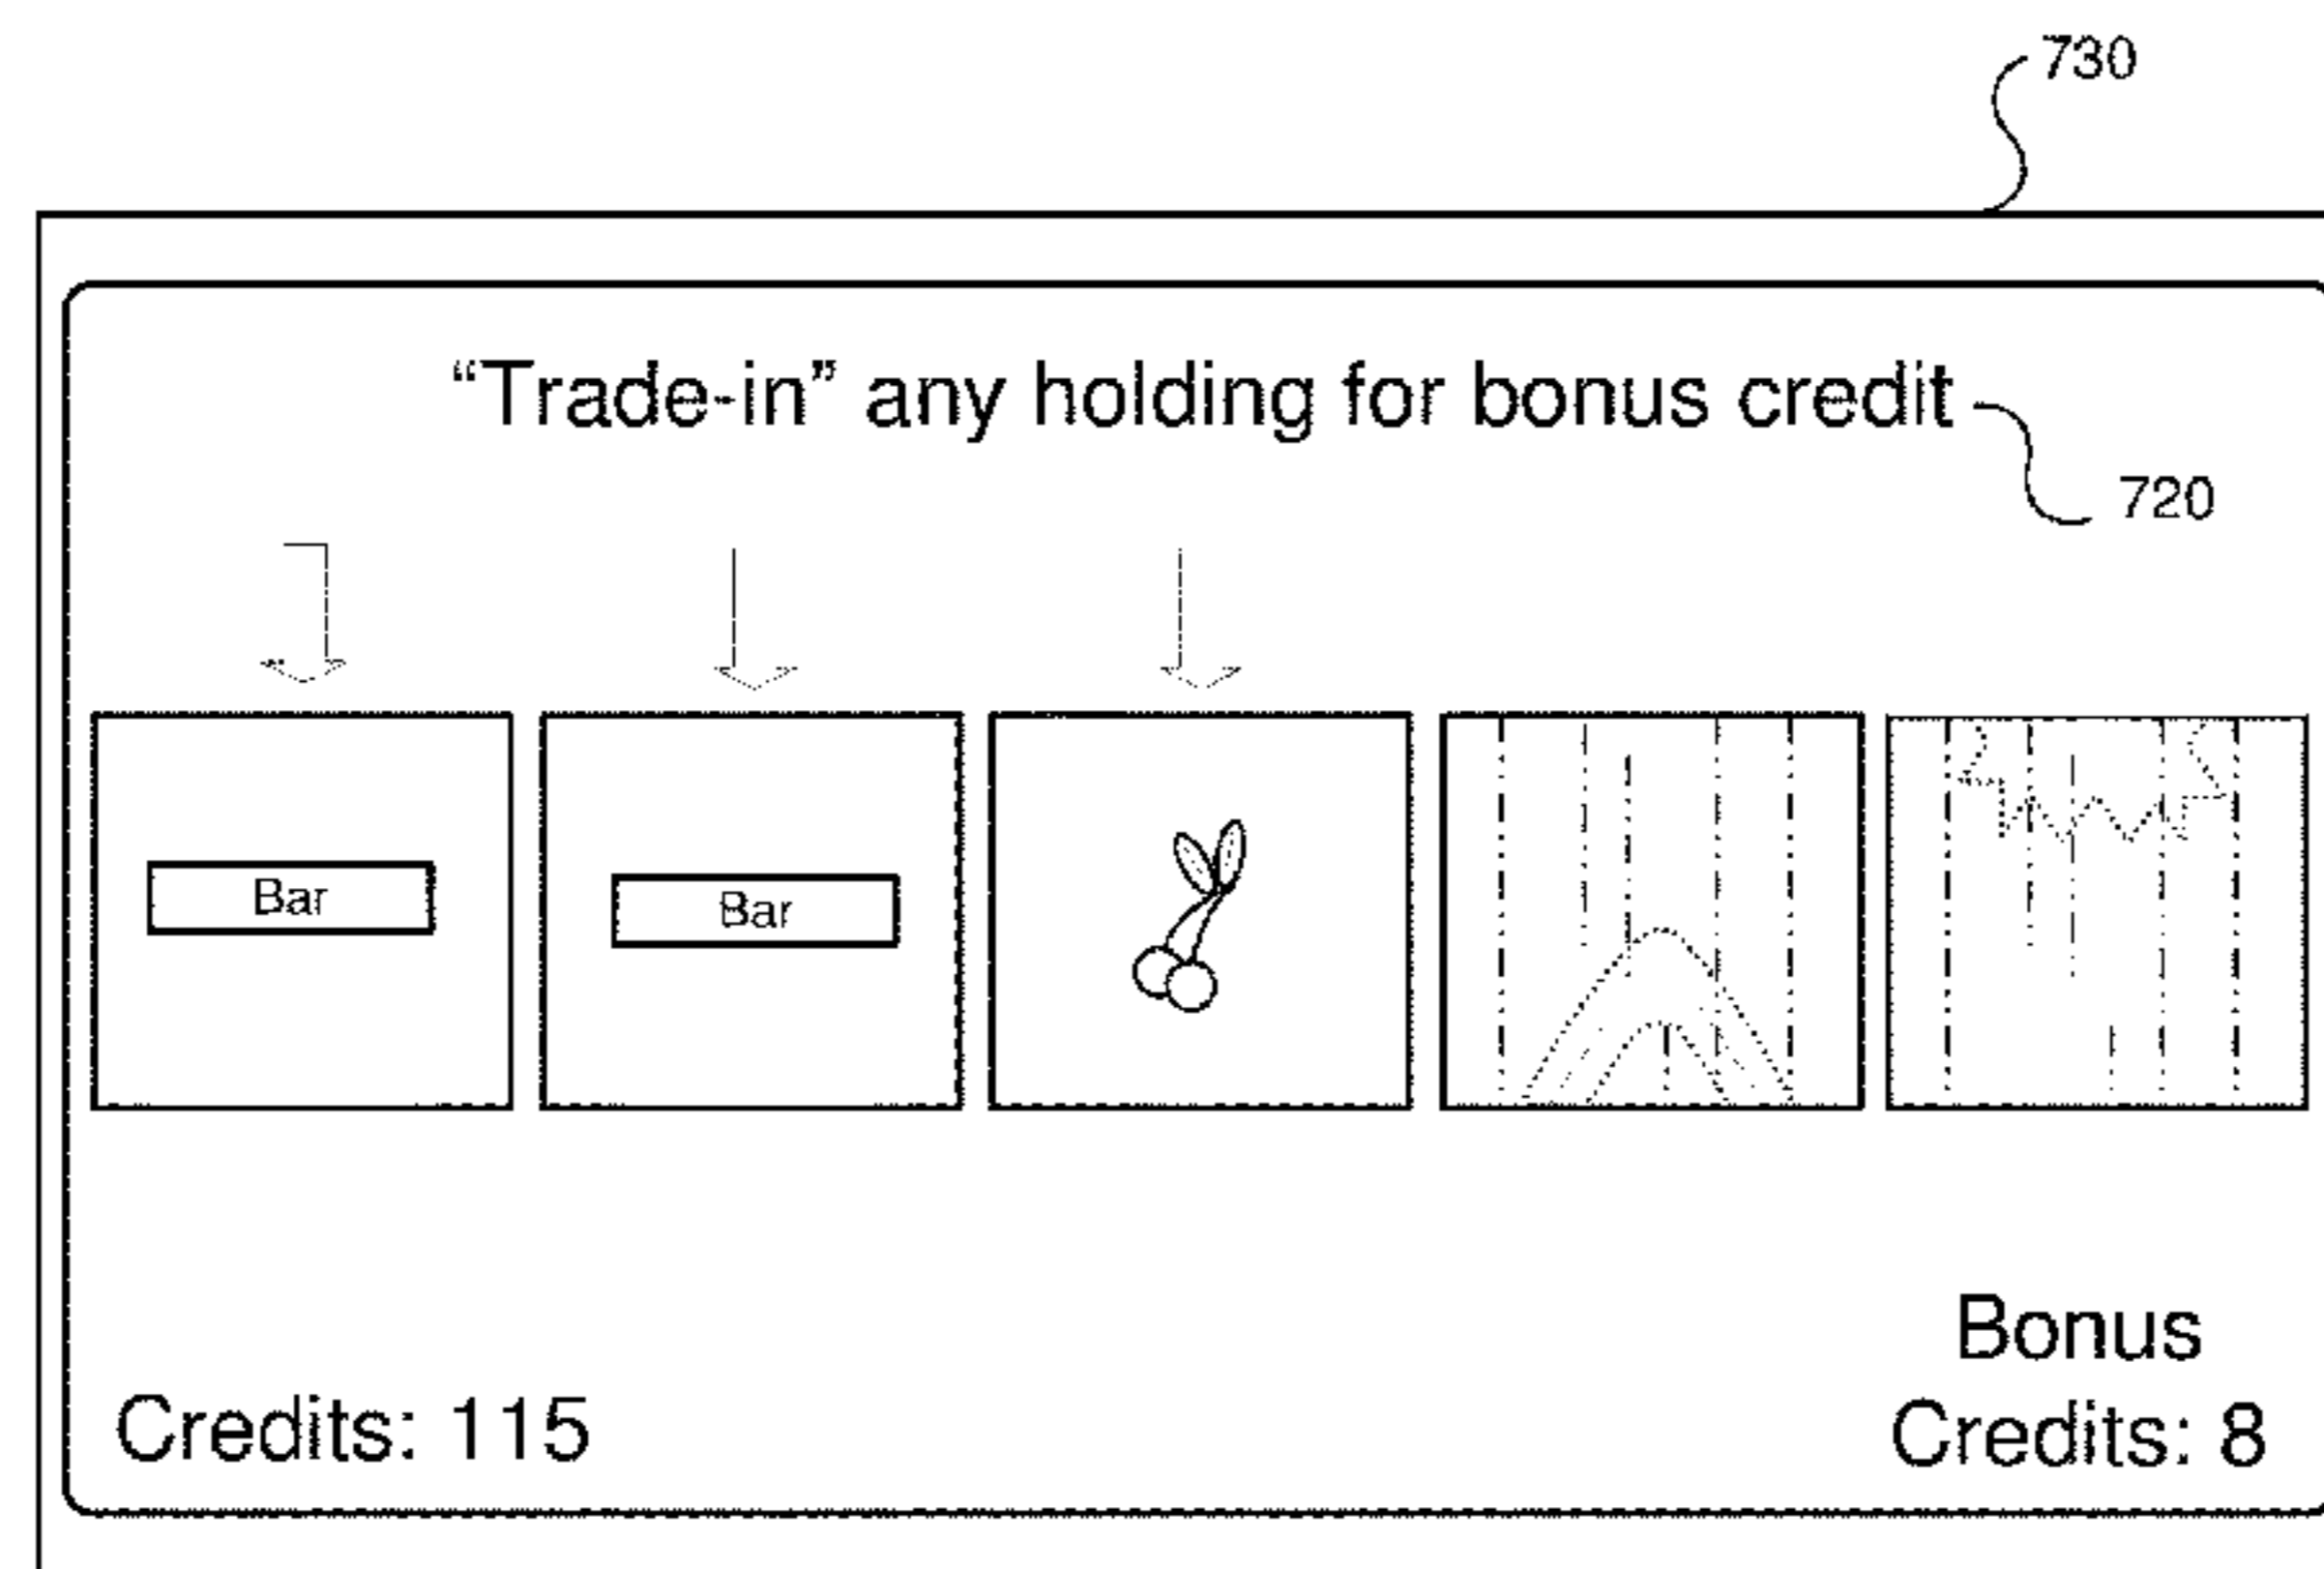 730
“Trade-in” any holding for bonus credit
720
Bar
Bar
Bonus
Credits: 115
Credits: 8